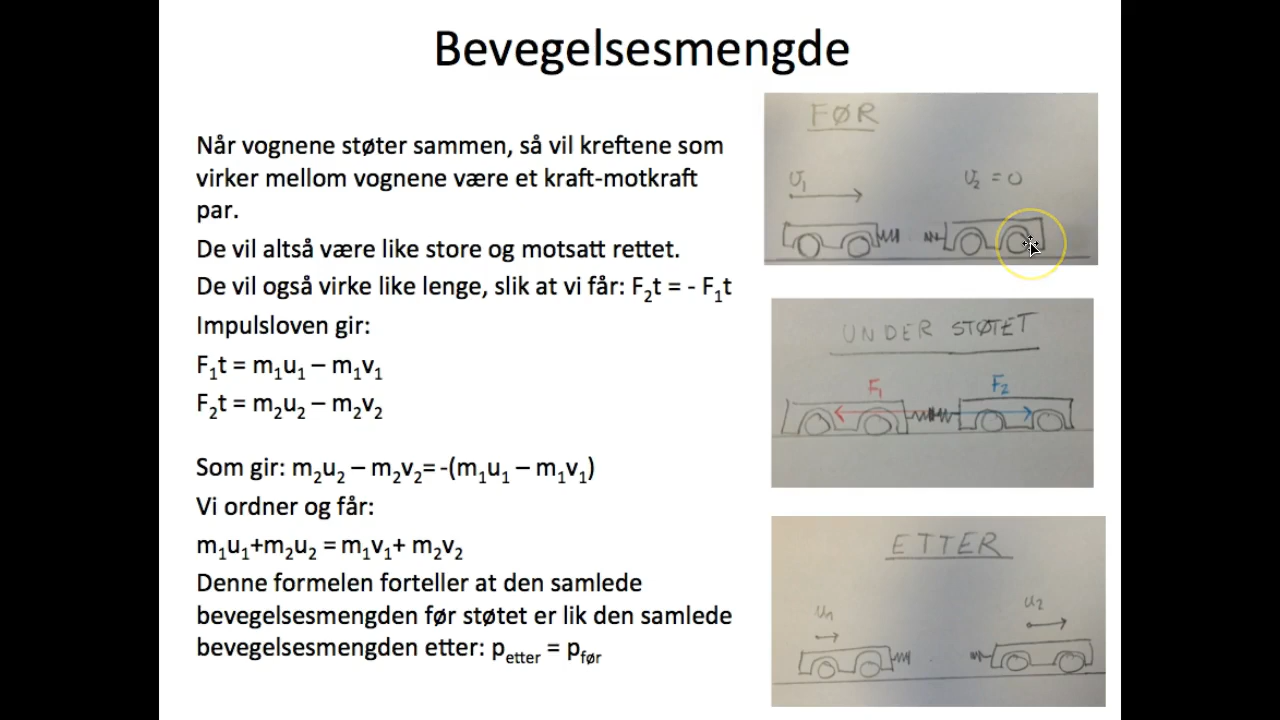 Bevegelsesmengde
Når vognene støter sammen, så vil kreftene som
virker mellom vognene være et kraft-motkraft
par.
De vil altså være like store og motsatt rettet.
De vil også virke like lenge, slik at vi får: F₂t = - F₁t
Impulsloven gir:
F₁t = m₁u₁ – m₁v₁
F₂t = m₂u₂ – m₂v₂
Som gir: m₂u₂ – m₂v₂= -(m₁u₁ – m₁v₁)
Vi ordner og får:
m₁u₁+m₂u₂ = m₁v₁+ m₂v₂
Denne formelen forteller at den samlede
bevegelsesmengden før støtet er lik den samlede
bevegelsesmengden etter: pₑₜₜₑᵣ = p_før
FØR
v₁
v₂ = 0
UNDER STØTET
F₁
F₂
ETTER
u₁
u₂